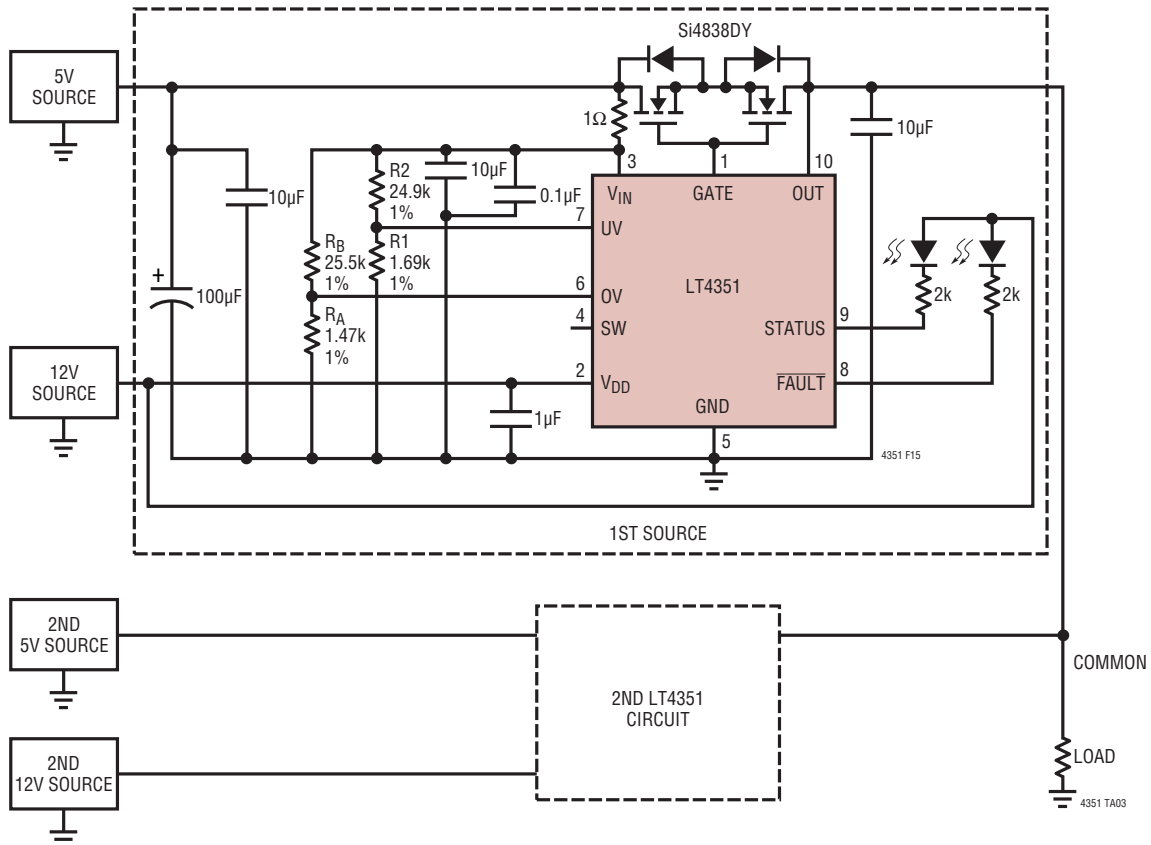 Si4838DY
5V
SOURCE
1Ω
10µF
3
1
10
R2
24.9k
1%
10µF
0.1µF
VIN
GATE
OUT
10µF
7
UV
RB
25.5k
1%
R1
1.69k
1%
+
100µF
6
OV
LT4351
2k
2k
RA
1.47k
1%
4
SW
STATUS
9
12V
SOURCE
2
VDD
FAULT
8
1µF
GND
5
4351 F15
1ST SOURCE
2ND
5V SOURCE
COMMON
2ND LT4351
CIRCUIT
2ND
12V SOURCE
LOAD
4351 TA03